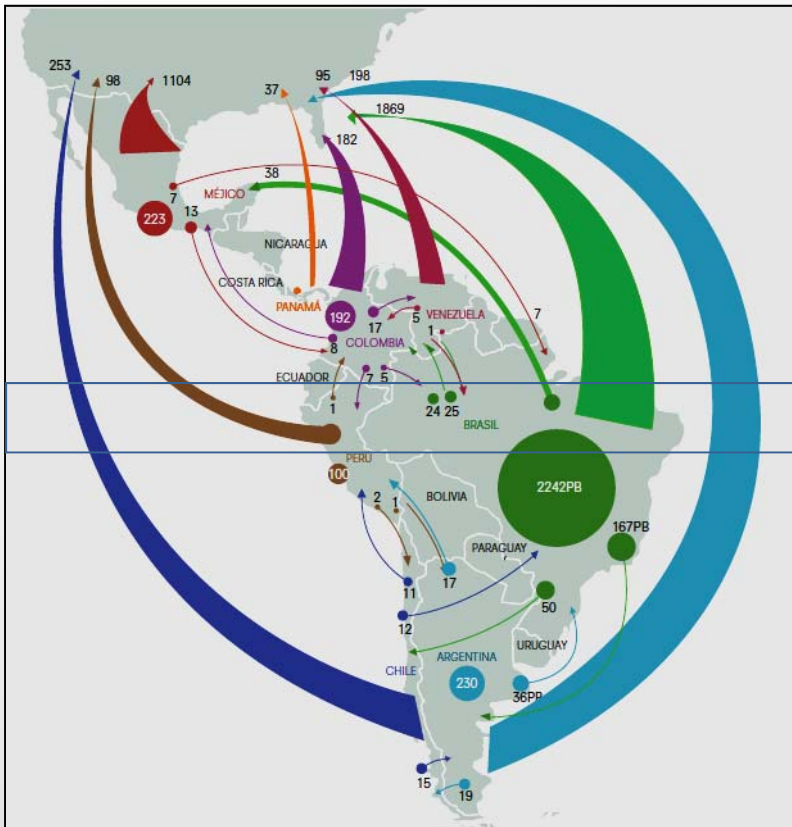 253
98
1104
37
95
198
1869
182
38
7
MÉJICO
13
223
NICARAGUA
COSTA RICA
PANAMÁ
192
17
5
VENEZUELA
7
1
COLOMBIA
8
ECUADOR
7
5
1
24
25
BRASIL
PERU
100
2242PB
2
1
BOLIVIA
167PB
PARAGUAY
11
17
50
12
URUGUAY
CHILE
ARGENTINA
230
36PP
15
19